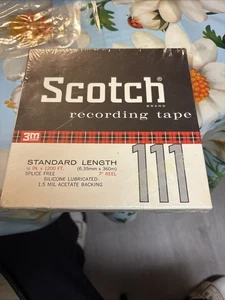 Scotch®
BRAND
recording tape
3m
STANDARD LENGTH
¼ IN. x 1200 FT. (6.35mm x 360m)
SPLICE FREE 7" REEL
SILICONE LUBRICATED
1.5 MIL ACETATE BACKING
111